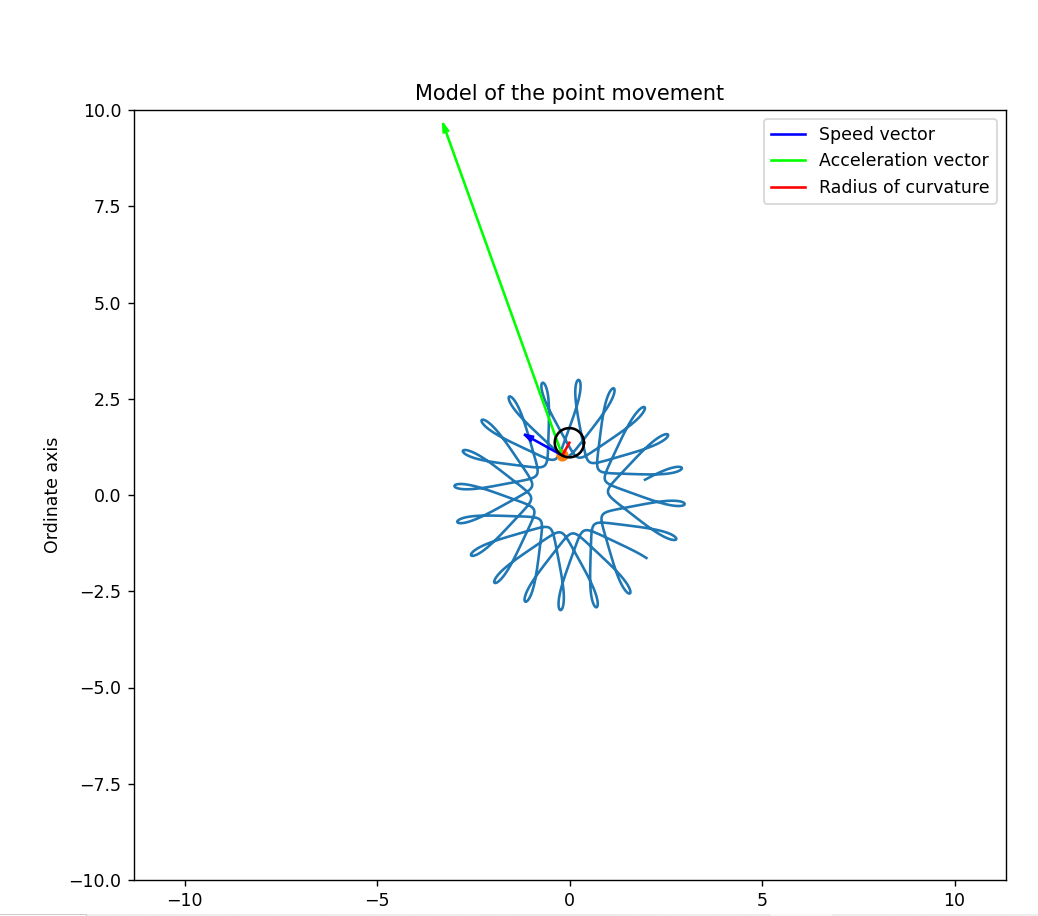 Model of the point movement
10.0
7.5
5.0
2.5
0.0
−2.5
−5.0
−7.5
−10.0
Ordinate axis
Speed vector
Acceleration vector
Radius of curvature
−10 −5 0 5 10